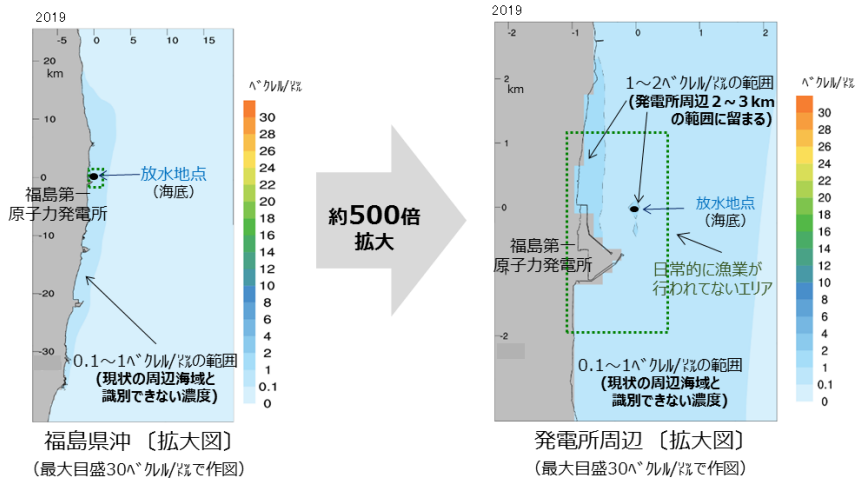 2019
-5 0 5 10 15
20
km
10
0
-10
-20
-30
ﾍﾞｸﾚﾙ/㍑
30
28
26
24
22
20
18
16
14
12
10
8
6
4
2
1
0.1
0
放水地点
（海底）
福島第一
原子力発電所
0.1～1ﾍﾞｸﾚﾙ/㍑の範囲
(現状の周辺海域と
識別できない濃度)
福島県沖〔拡大図〕
（最大目盛30ﾍﾞｸﾚﾙ/㍑で作図）
約500倍
拡大
2019
-2 -1 0 1 2
2
km
1
0
-2
ﾍﾞｸﾚﾙ/㍑
30
28
26
24
22
20
18
16
14
12
10
8
6
4
2
1
0.1
0
1～2ﾍﾞｸﾚﾙ/㍑の範囲
(発電所周辺２～３km
の範囲に留まる)
放水地点
（海底）
福島第一
原子力発電所
日常的に漁業が
行われてないエリア
0.1～1ﾍﾞｸﾚﾙ/㍑の範囲
(現状の周辺海域と
識別できない濃度)
発電所周辺〔拡大図〕
（最大目盛30ﾍﾞｸﾚﾙ/㍑で作図）